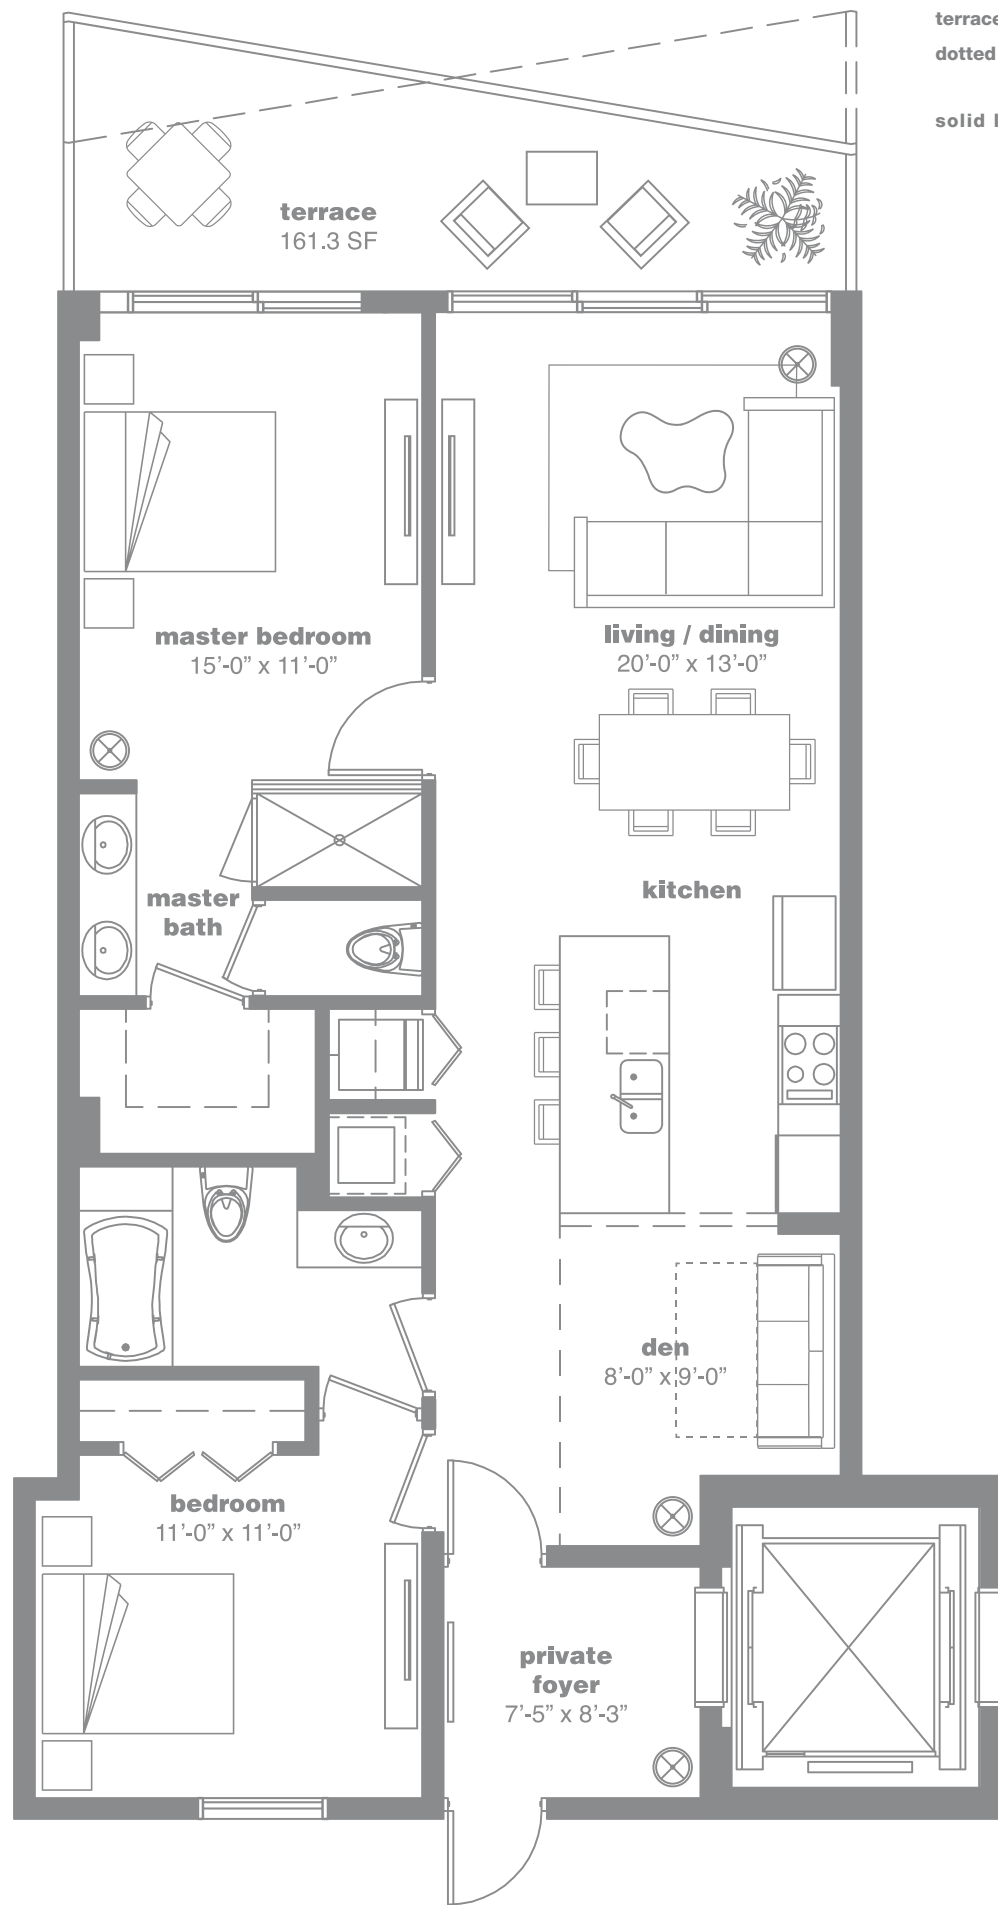 terrace
dotted
solid
terrace
161.3 SF
master bedroom
15’-0” x 11’-0”
living / dining
20’-0” x 13’-0”
master
bath
kitchen
den
8’-0” x 9’-0”
bedroom
11’-0” x 11’-0”
private
foyer
7’-5” x 8’-3”